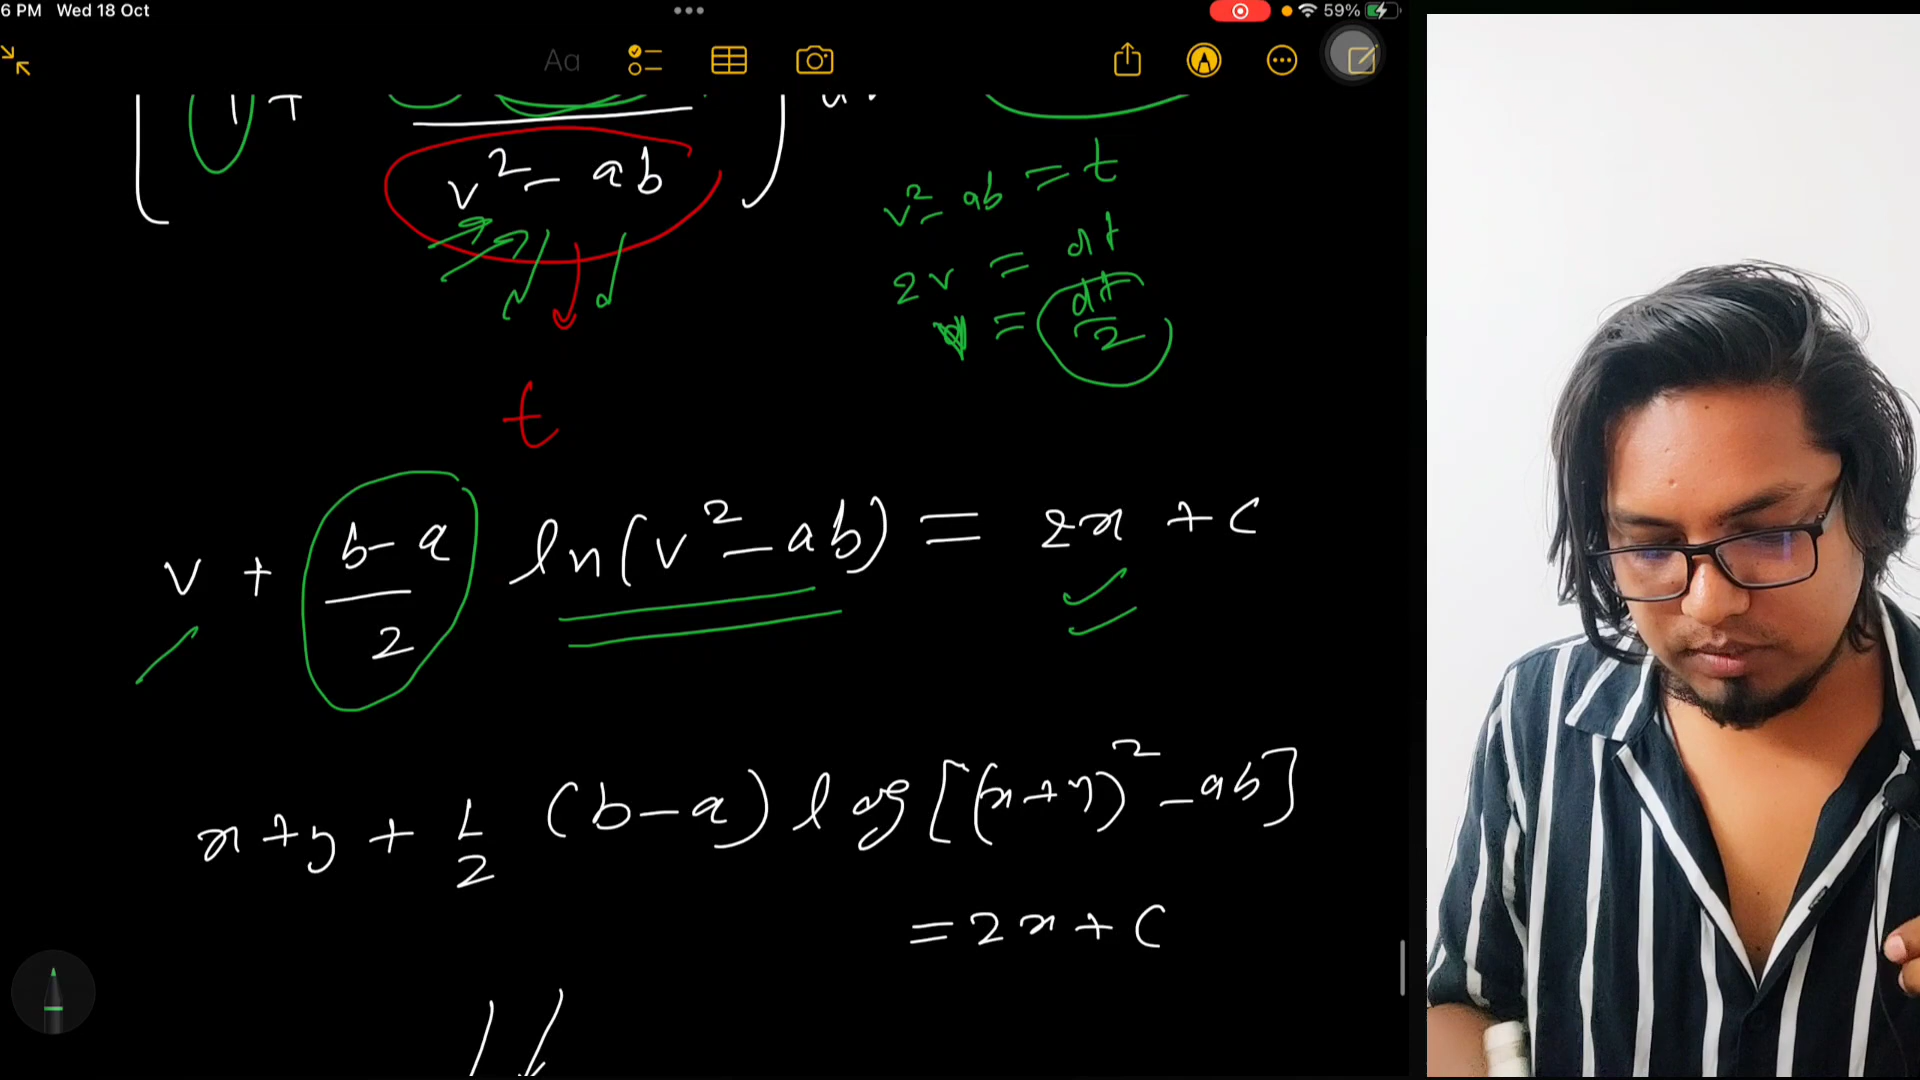 6 PM Wed 18 Oct
59%
Aa
1 +
v² - ab
v² - ab = t
2v = dt
= dt/2
t
v + (b-a)/2 ln(v² - ab) = 2x + c
x + y + 1/2 (b-a) log[(x+y)² - ab]
= 2x + c